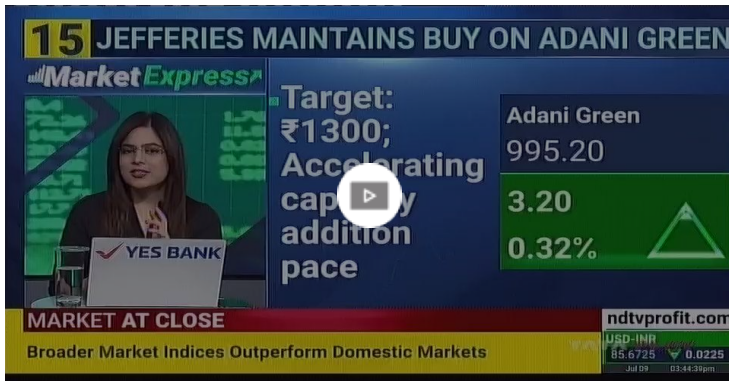 15 JEFFERIES MAINTAINS BUY ON ADANI GREEN
Market Express
Target:
₹1300;
Accelerating
addition
pace
Adani Green
995.20
3.20
0.32%
YES BANK
MARKET AT CLOSE
Broader Market Indices Outperform Domestic Markets
ndtvprofit.com
USD-INR
85.6725 0.0225
Jul 09 03:44:39pm